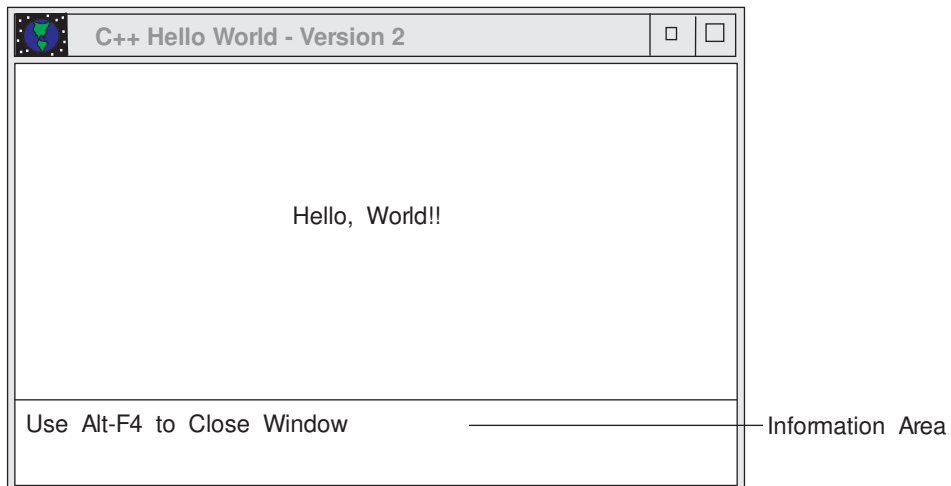 C++ Hello World - Version 2
Hello, World!!
Use Alt-F4 to Close Window
Information Area